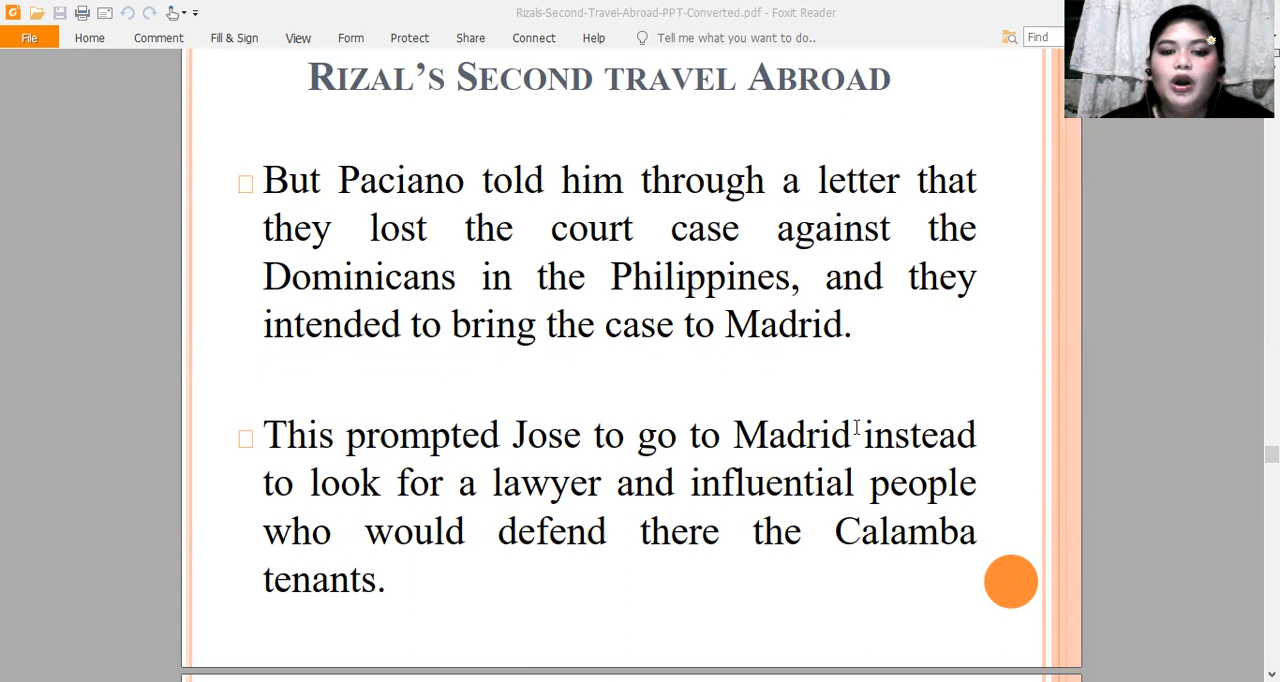 Rizals-Second-Travel-Abroad-PPT-Converted.pdf - Foxit Reader
File Home Comment Fill & Sign View Form Protect Share Connect Help Tell me what you want to do.. Find
RIZAL'S SECOND TRAVEL ABROAD
But Paciano told him through a letter that
they lost the court case against the
Dominicans in the Philippines, and they
intended to bring the case to Madrid.
This prompted Jose to go to Madrid instead
to look for a lawyer and influential people
who would defend there the Calamba
tenants.